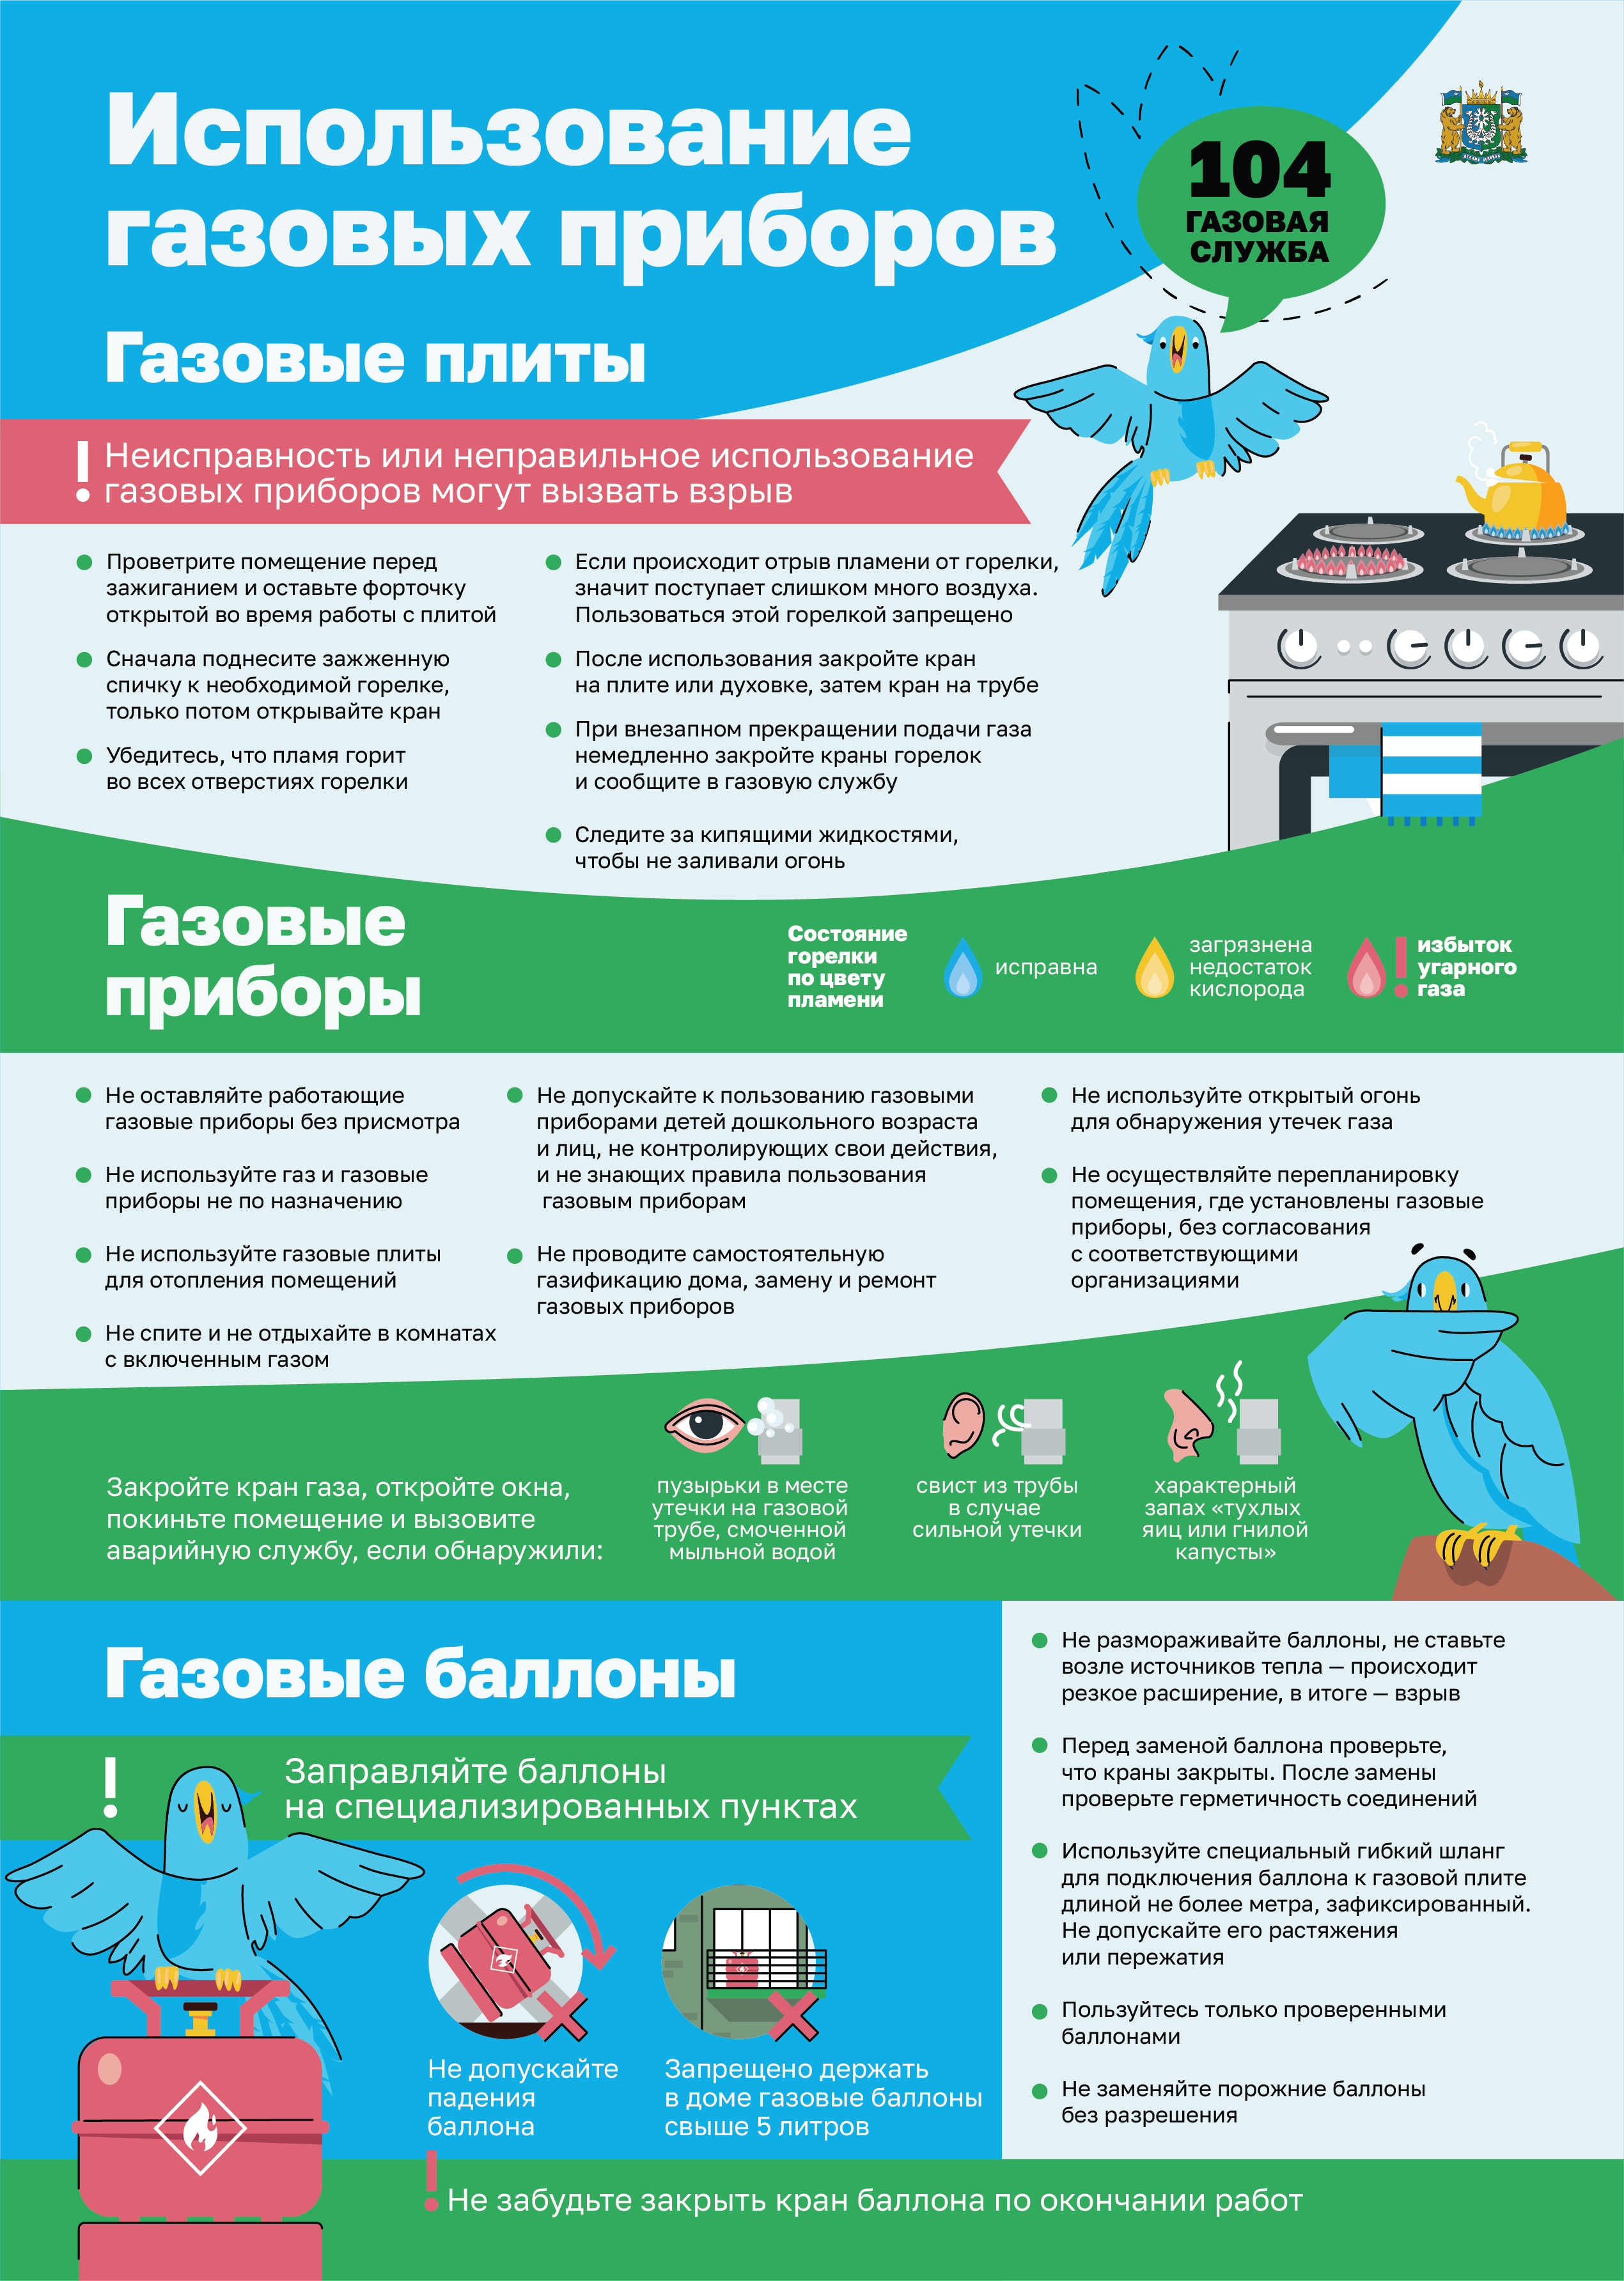 Использование
газовых приборов
104
ГАЗОВАЯ
СЛУЖБА
Газовые плиты
! Неисправность или неправильное использование
газовых приборов могут вызвать взрыв
Проветрите помещение перед
зажиганием и оставьте форточку
открытой во время работы с плитой
Сначала поднесите зажженную
спичку к необходимой горелке,
только потом открывайте кран
Убедитесь, что пламя горит
во всех отверстиях горелки
Если происходит отрыв пламени от горелки,
значит поступает слишком много воздуха.
Пользоваться этой горелкой запрещено
После использования закройте кран
на плите или духовке, затем кран на трубе
При внезапном прекращении подачи газа
немедленно закройте краны горелок
и сообщите в газовую службу
Следите за кипящими жидкостями,
чтобы не заливали огонь
Газовые
приборы
Состояние
горелки
по цвету
пламени
исправна
загрязнена
недостаток
кислорода
!
избыток
угарного
газа
Не оставляйте работающие
газовые приборы без присмотра
Не используйте газ и газовые
приборы не по назначению
Не используйте газовые плиты
для отопления помещений
Не спите и не отдыхайте в комнатах
с включенным газом
Не допускайте к пользованию газовыми
приборами детей дошкольного возраста
и лиц, не контролирующих свои действия,
и не знающих правила пользования
газовым приборам
Не проводите самостоятельную
газификацию дома, замену и ремонт
газовых приборов
Не используйте открытый огонь
для обнаружения утечек газа
Не осуществляйте перепланировку
помещения, где установлены газовые
приборы, без согласования
с соответствующими
организациями
Закройте кран газа, откройте окна,
покиньте помещение и вызовите
аварийную службу, если обнаружили:
пузырьки в месте
утечки на газовой
трубе, смоченной
мыльной водой
свист из трубы
в случае
сильной утечки
характерный
запах «тухлых
яиц или гнилой
капусты»
Газовые баллоны
! Заправляйте баллоны
на специализированных пунктах
Не допускайте
падения
баллона
Запрещено держать
в доме газовые баллоны
свыше 5 литров
Не размораживайте баллоны, не ставьте
возле источников тепла — происходит
резкое расширение, в итоге — взрыв
Перед заменой баллона проверьте,
что краны закрыты. После замены
проверьте герметичность соединений
Используйте специальный гибкий шланг
для подключения баллона к газовой плите
длиной не более метра, зафиксированный.
Не допускайте его растяжения
или пережатия
Пользуйтесь только проверенными
баллонами
Не заменяйте порожние баллоны
без разрешения
! Не забудьте закрыть кран баллона по окончании работ